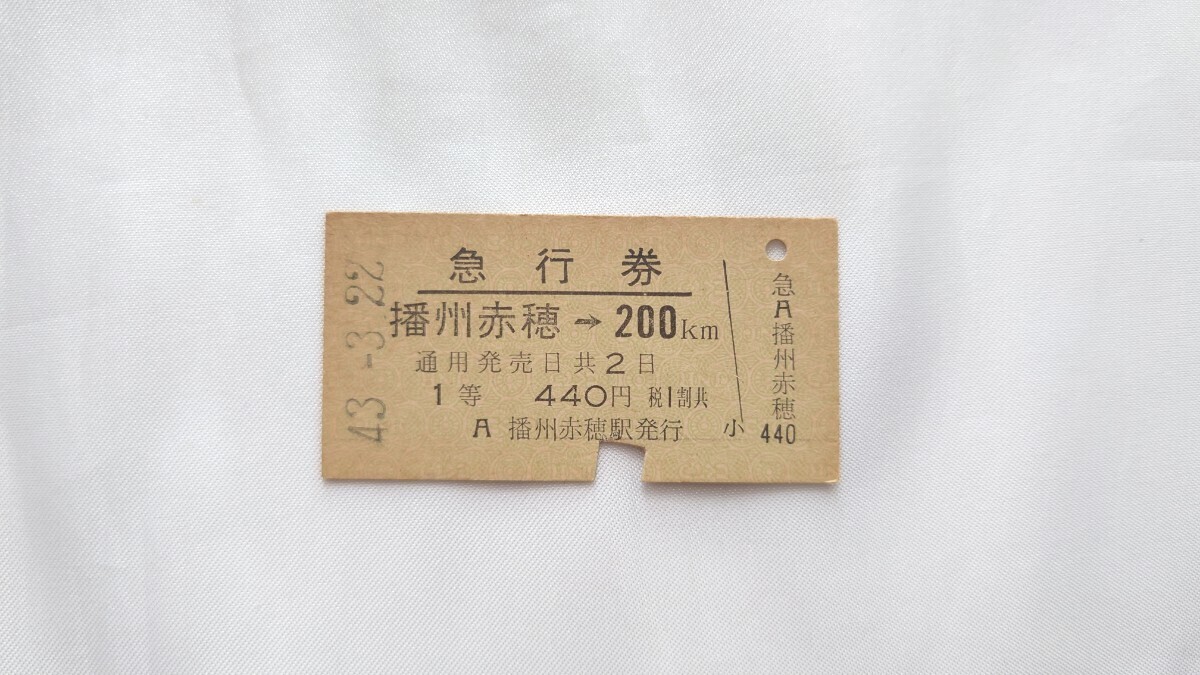 43.-3.22
急行券
播州赤穂→200km
通用発売日共2日
1等 440円 税1割共
A 播州赤穂駅発行
小
急A播州赤穂
440